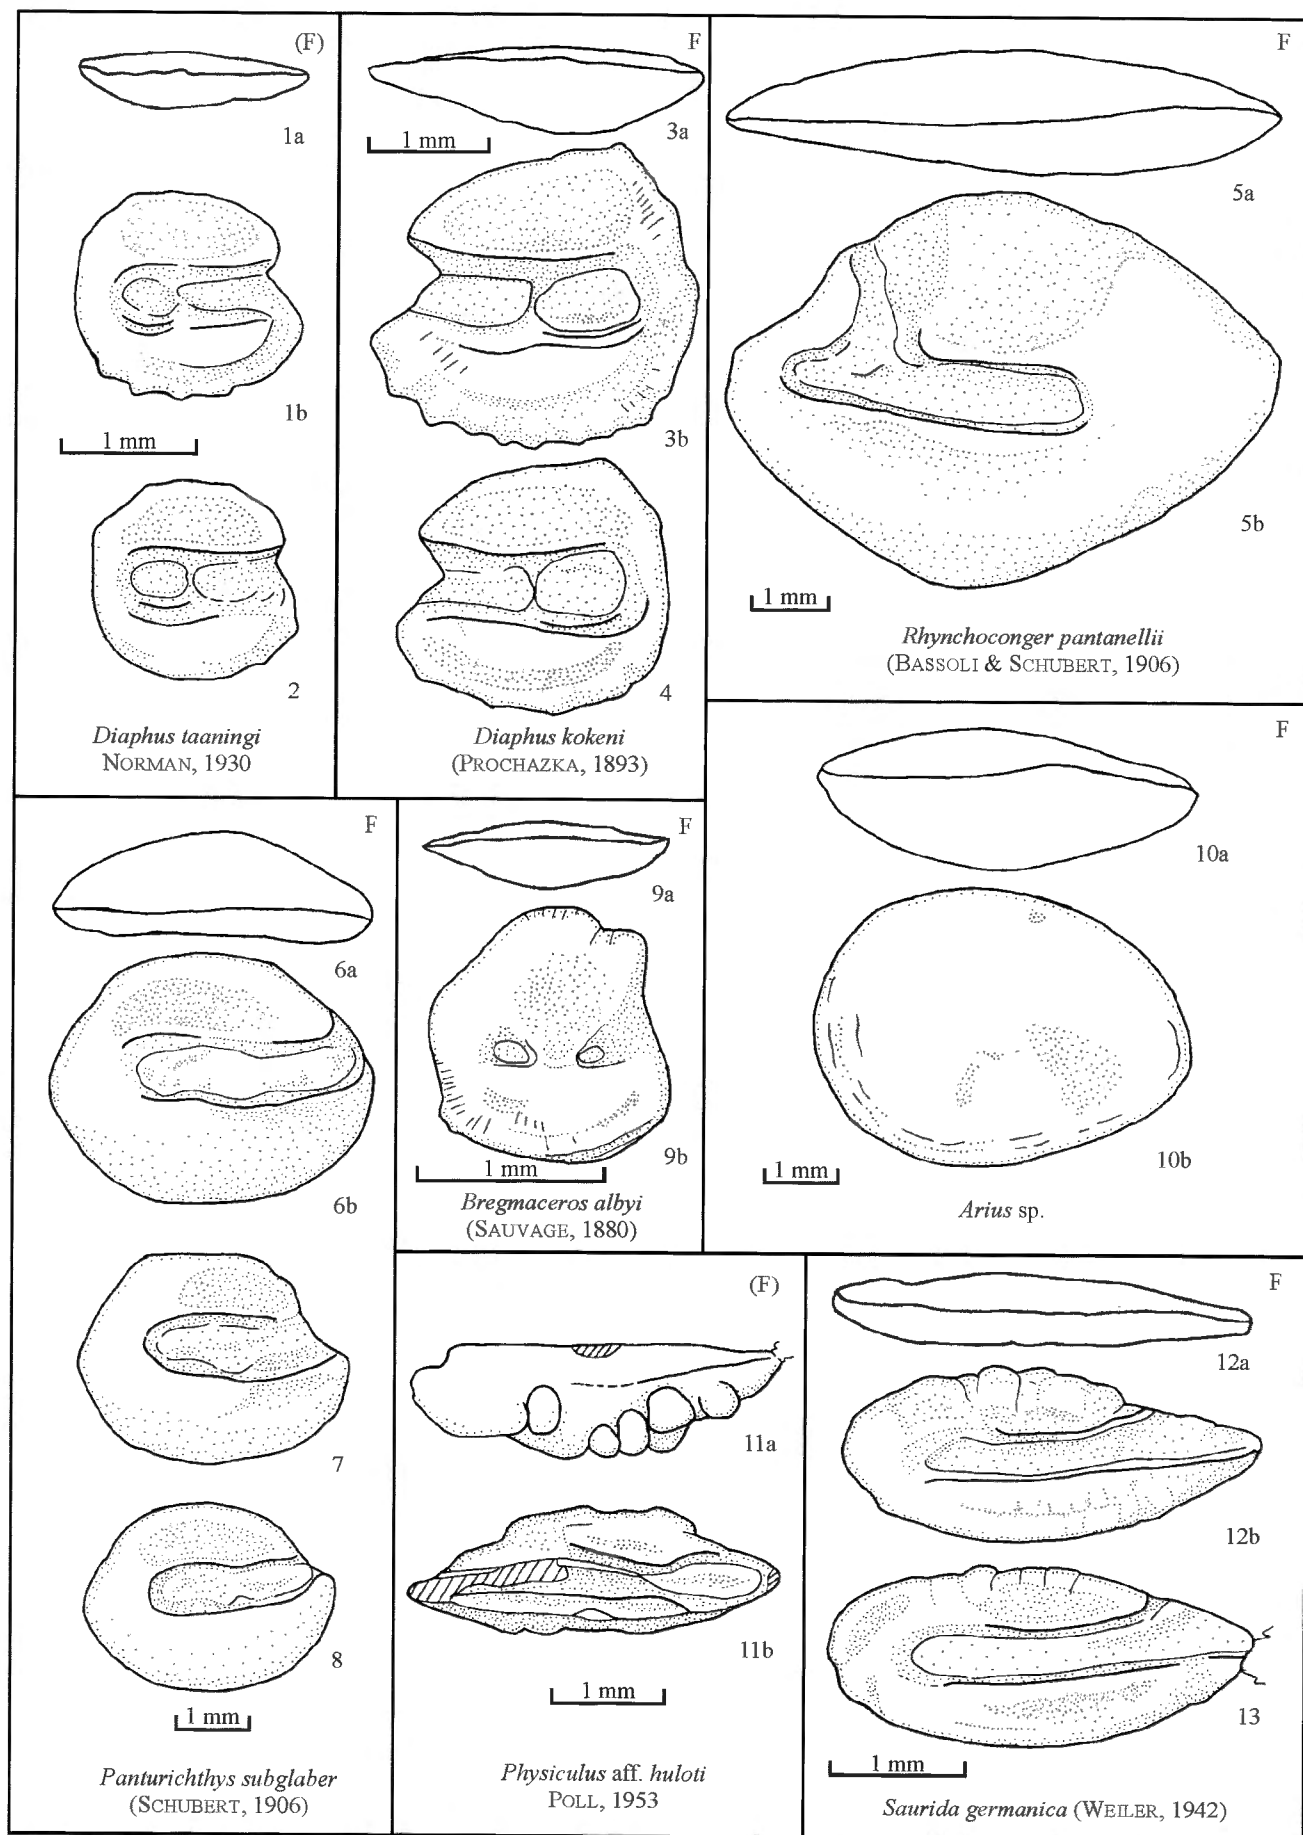 (F)
1a
1b
1 mm
2
Diaphus taaningi
NORMAN, 1930
F
3a
1 mm
3b
4
Diaphus kokeni
(PROCHAZKA, 1893)
F
5a
5b
1 mm
Rhynchoconger pantanellii
(BASSOLI & SCHUBERT, 1906)
F
6a
6b
7
8
1 mm
Panturichthys subglaber
(SCHUBERT, 1906)
F
9a
9b
1 mm
Bregmaceros albyi
(SAUVAGE, 1880)
F
10a
10b
1 mm
Arius sp.
(F)
11a
11b
1 mm
Physiculus aff. huloti
POLL, 1953
F
12a
12b
13
1 mm
Saurida germanica (WEILER, 1942)